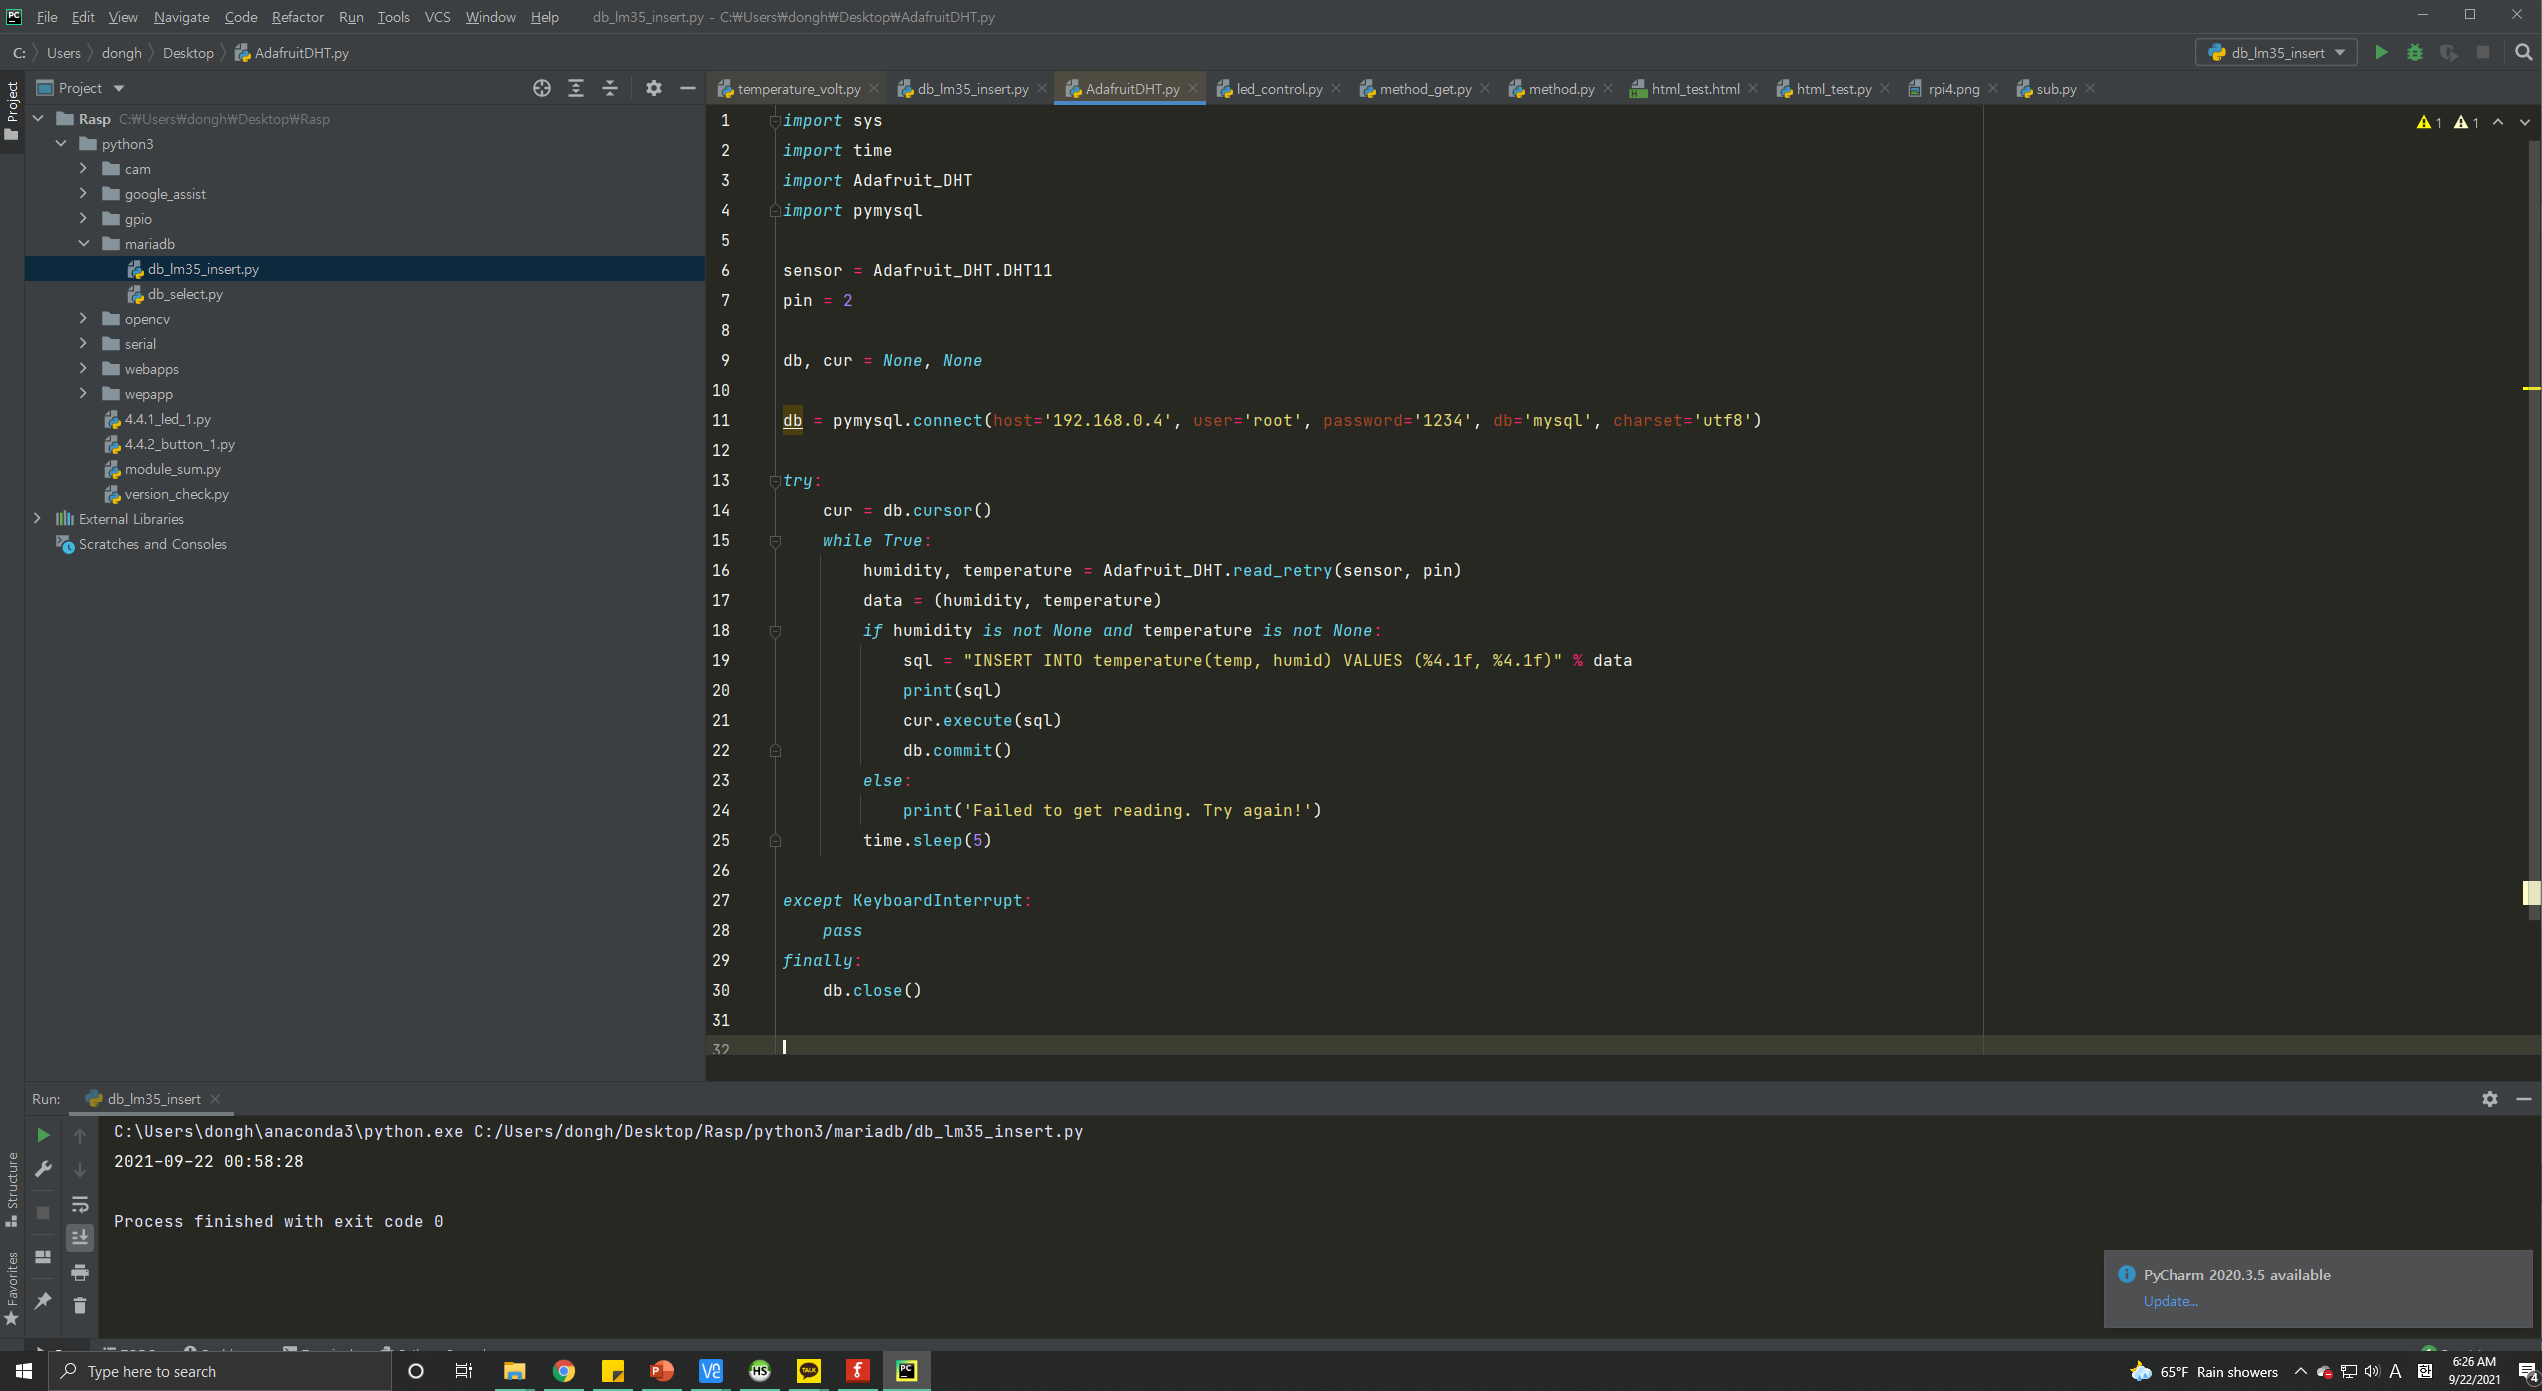 PC File Edit View Navigate Code Refactor Run Tools VCS Window Help db_lm35_insert.py - C:₩Users₩dongh₩Desktop₩AdafruitDHT.py
C: Users dongh Desktop AdafruitDHT.py db_lm35_insert
Project
Project
temperature_volt.py db_lm35_insert.py AdafruitDHT.py led_control.py method_get.py method.py html_test.html html_test.py rpi4.png sub.py
Rasp C:₩Users₩dongh₩Desktop₩Rasp
python3
cam
google_assist
gpio
mariadb
db_lm35_insert.py
db_select.py
opencv
serial
webapps
wepapp
4.4.1_led_1.py
4.4.2_button_1.py
module_sum.py
version_check.py
External Libraries
Scratches and Consoles
1 1
1 import sys
2 import time
3 import Adafruit_DHT
4 import pymysql
5
6 sensor = Adafruit_DHT.DHT11
7 pin = 2
8
9 db, cur = None, None
10
11 db = pymysql.connect(host='192.168.0.4', user='root', password='1234', db='mysql', charset='utf8')
12
13 try:
14 cur = db.cursor()
15 while True:
16 humidity, temperature = Adafruit_DHT.read_retry(sensor, pin)
17 data = (humidity, temperature)
18 if humidity is not None and temperature is not None:
19 sql = "INSERT INTO temperature(temp, humid) VALUES (%4.1f, %4.1f)" % data
20 print(sql)
21 cur.execute(sql)
22 db.commit()
23 else:
24 print('Failed to get reading. Try again!')
25 time.sleep(5)
26
27 except KeyboardInterrupt:
28 pass
29 finally:
30 db.close()
31
32
Run: db_lm35_insert
C:\Users\dongh\anaconda3\python.exe C:/Users/dongh/Desktop/Rasp/python3/mariadb/db_lm35_insert.py
2021-09-22 00:58:28
Process finished with exit code 0
Structure
Favorites
PyCharm 2020.3.5 available
Update...
Type here to search
65°F Rain showers A 한 6:26 AM
9/22/2021
4